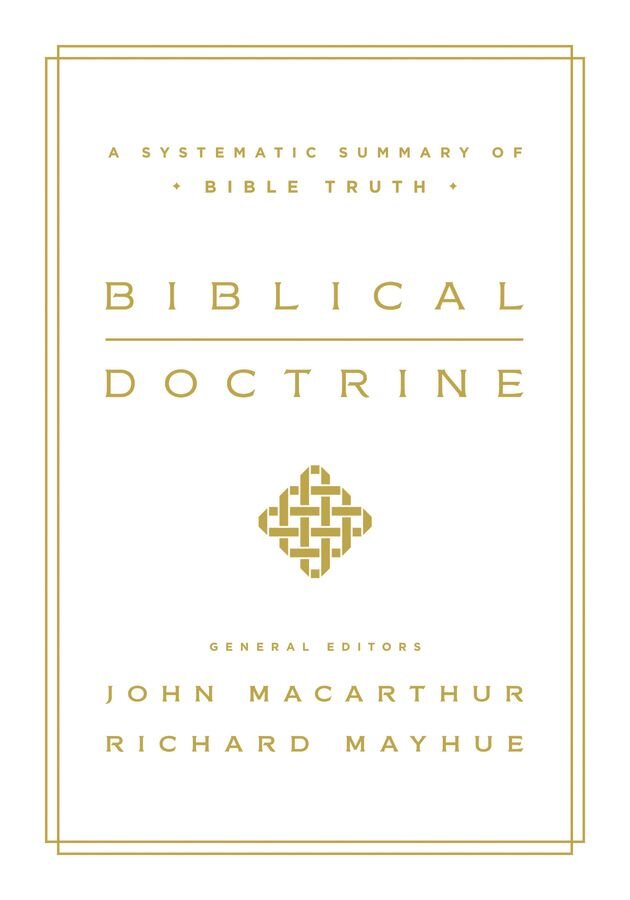 A SYSTEMATIC SUMMARY OF
BIBLE TRUTH
BIBLICAL
DOCTRINE
GENERAL EDITORS
JOHN MACARTHUR
RICHARD MAYHUE